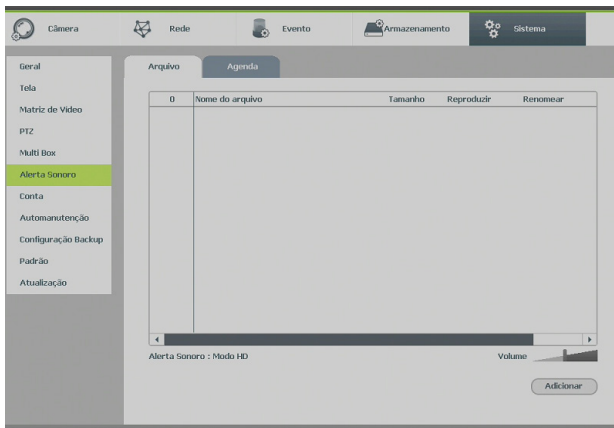 Câmera Rede Evento Armazenamento Sistema
Geral
Tela
Matriz de Video
PTZ
Multi Box
Alerta Sonoro
Conta
Automanutenção
Configuração Backup
Padrão
Atualização
Arquivo Agenda
0 Nome do arquivo Tamanho Reproduzir Renomear
Alerta Sonoro : Modo HD Volume
Adicionar